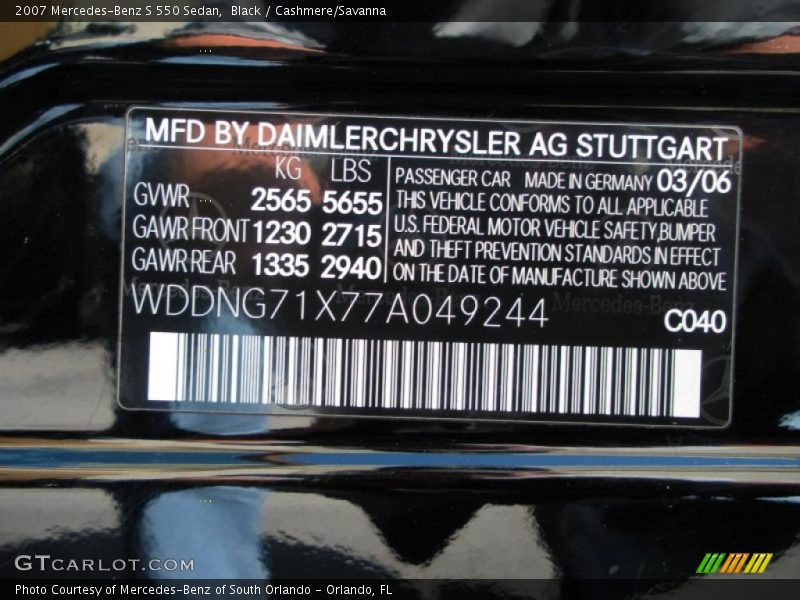 2007 Mercedes-Benz S 550 Sedan, Black / Cashmere/Savanna
MFD BY DAIMLERCHRYSLER AG STUTTGART
KG LBS
GVWR 2565 5655
GAWR FRONT 1230 2715
GAWR REAR 1335 2940
PASSENGER CAR MADE IN GERMANY 03/06
THIS VEHICLE CONFORMS TO ALL APPLICABLE
U.S. FEDERAL MOTOR VEHICLE SAFETY,BUMPER
AND THEFT PREVENTION STANDARDS IN EFFECT
ON THE DATE OF MANUFACTURE SHOWN ABOVE
WDDNG71X77A049244
C040
GTCARLOT.COM
Photo Courtesy of Mercedes-Benz of South Orlando - Orlando, FL